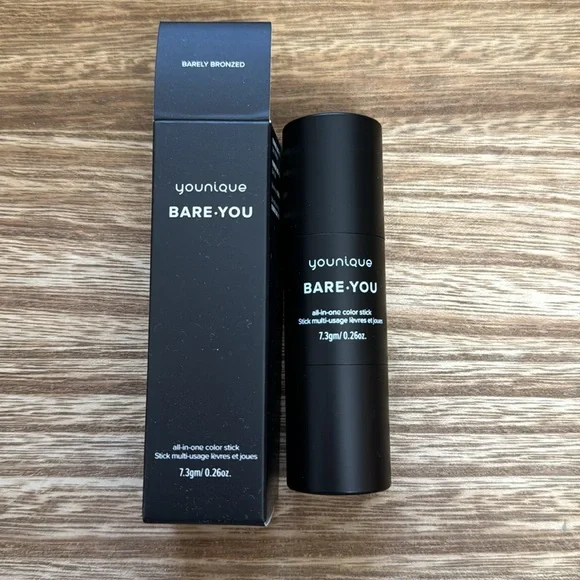 BARELY BRONZED
younique
BARE·YOU
all-in-one color stick
Stick multi-usage lèvres et joues
7.3gm/0.26oz.
younique
BARE·YOU
all-in-one color stick
Stick multi-usage lèvres et joues
7.3gm/0.26oz.